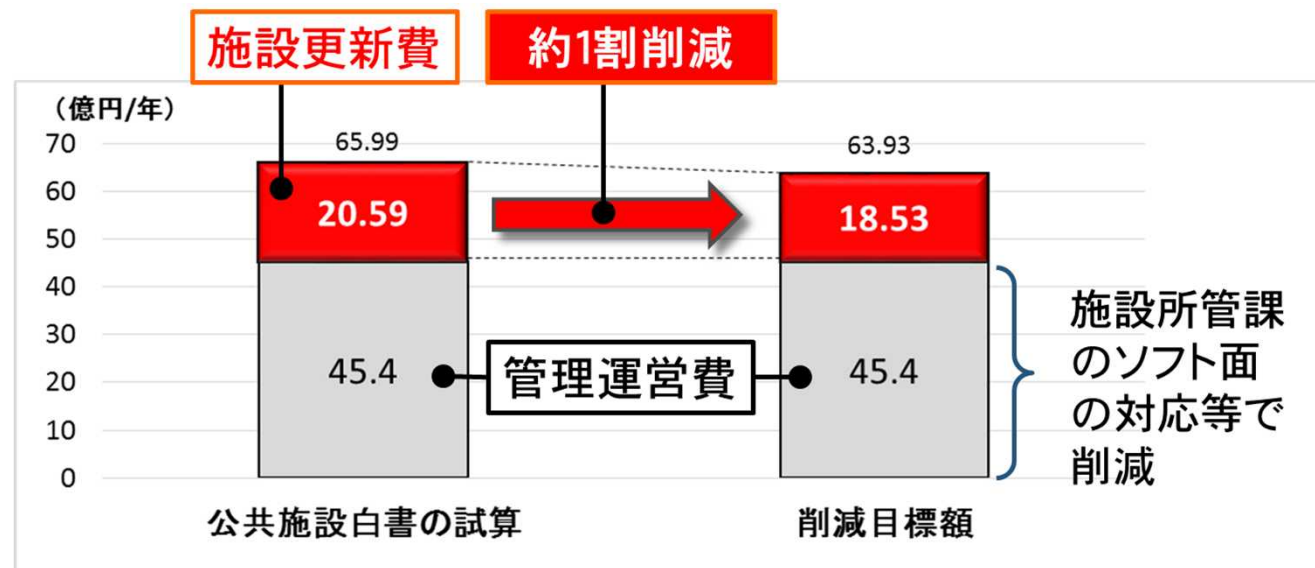 施設更新費
約1割削減
（億円/年）
70
60
50
40
30
20
10
0
65.99
20.59
45.4
管理運営費
63.93
18.53
45.4
施設所管課
のソフト面
の対応等で
削減
公共施設白書の試算
削減目標額